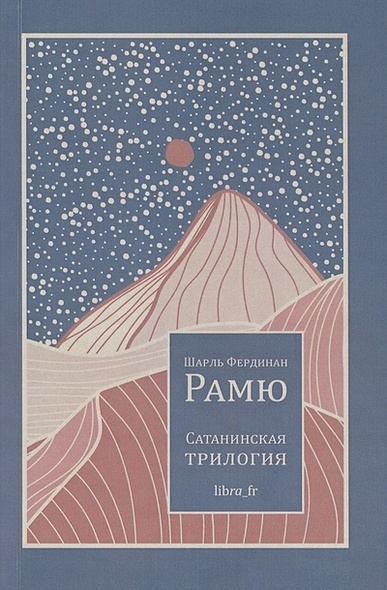 Шарль Фердинан
Рамю
Сатанинская
трилогия
libra_fr